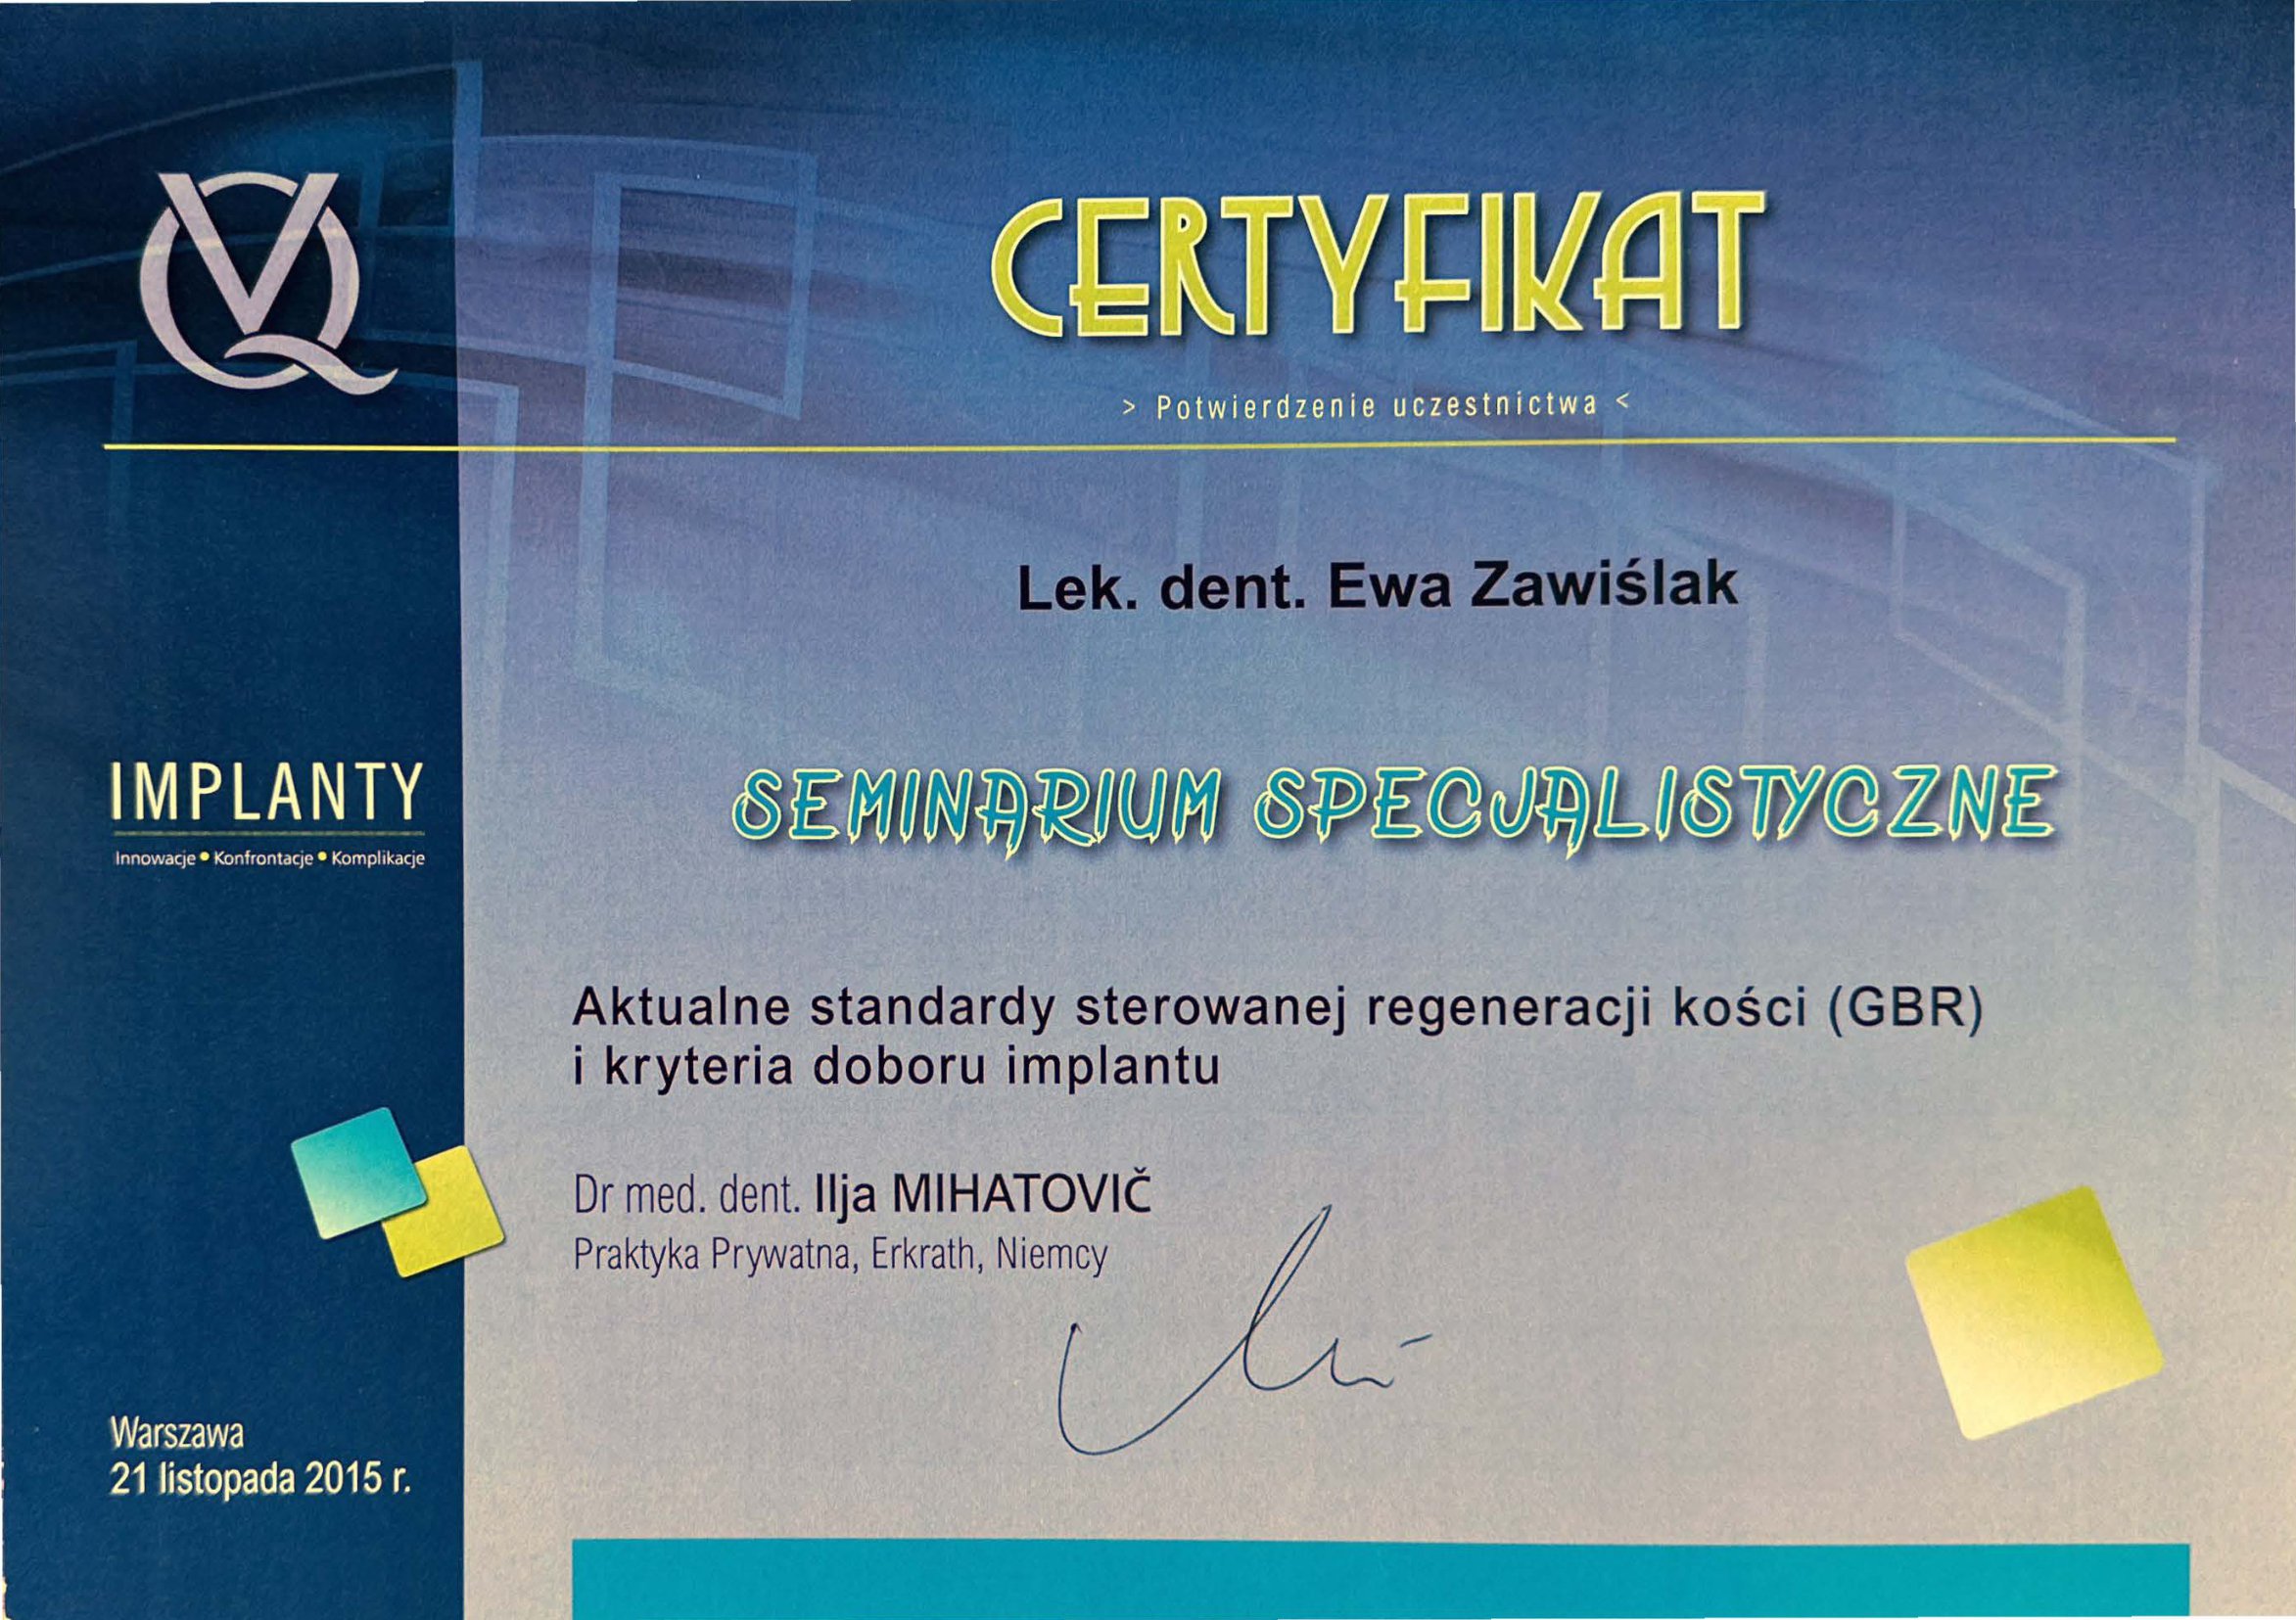 VQ
CERTYFIKAT
> Potwierdzenie uczestnictwa <
Lek. dent. Ewa Zawiślak
IMPLANTY
Innowacje • Konfrontacje • Komplikacje
SEMINARIUM SPECJALISTYCZNE
Aktualne standardy sterowanej regeneracji kości (GBR)
i kryteria doboru implantu
Dr med. dent. Ilja MIHATOVIČ
Praktyka Prywatna, Erkrath, Niemcy
Warszawa
21 listopada 2015 r.